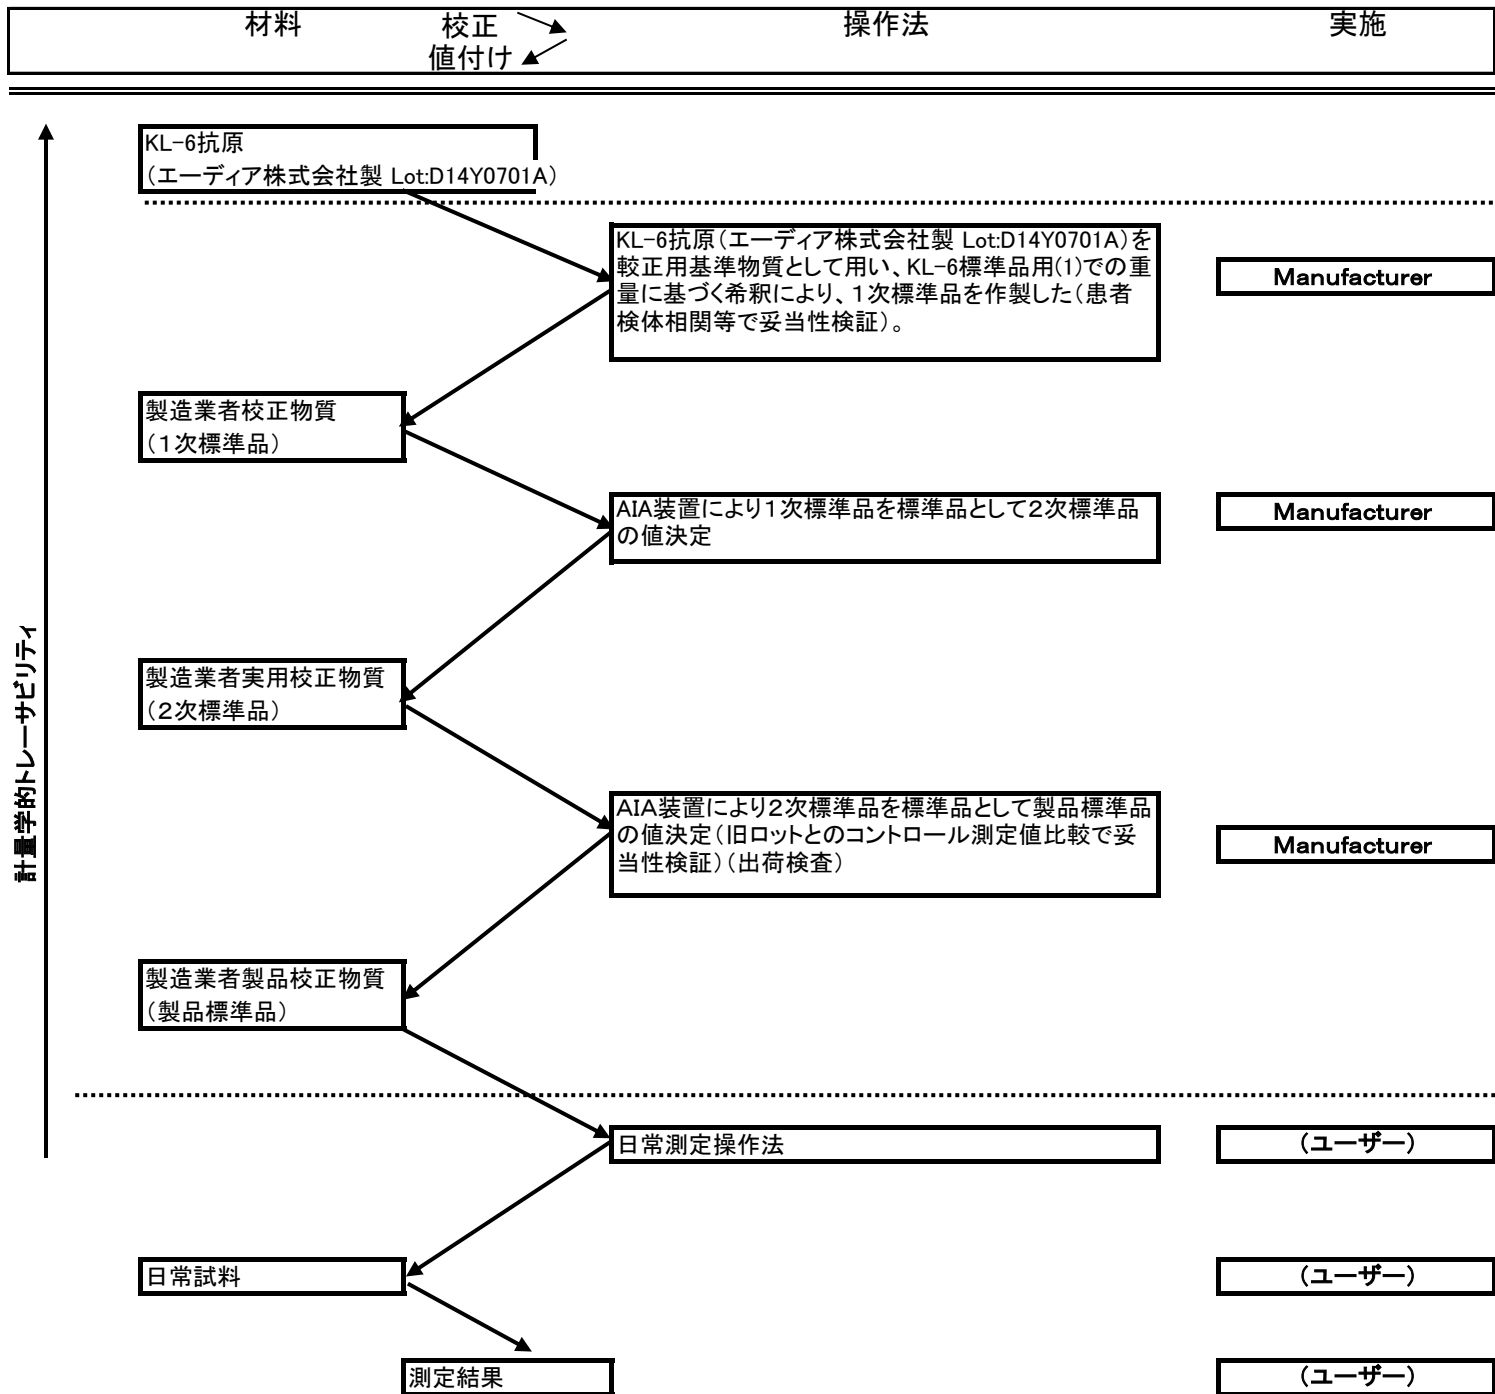 材料
校正
値付け
操作法
実施
計量学的トレーサビリティ
KL-6抗原
（エーディア株式会社製 Lot:D14Y0701A）
KL-6抗原（エーディア株式会社製 Lot:D14Y0701A）を
較正用基準物質として用い、KL-6標準品用(1)での重
量に基づく希釈により、１次標準品を作製した（患者
検体相関等で妥当性検証）。
Manufacturer
製造業者校正物質
（１次標準品）
AIA装置により１次標準品を標準品として２次標準品
の値決定
Manufacturer
製造業者実用校正物質
（２次標準品）
AIA装置により２次標準品を標準品として製品標準品
の値決定（旧ロットとのコントロール測定値比較で妥
当性検証）（出荷検査）
Manufacturer
製造業者製品校正物質
（製品標準品）
日常測定操作法
（ユーザー）
日常試料
（ユーザー）
測定結果
（ユーザー）